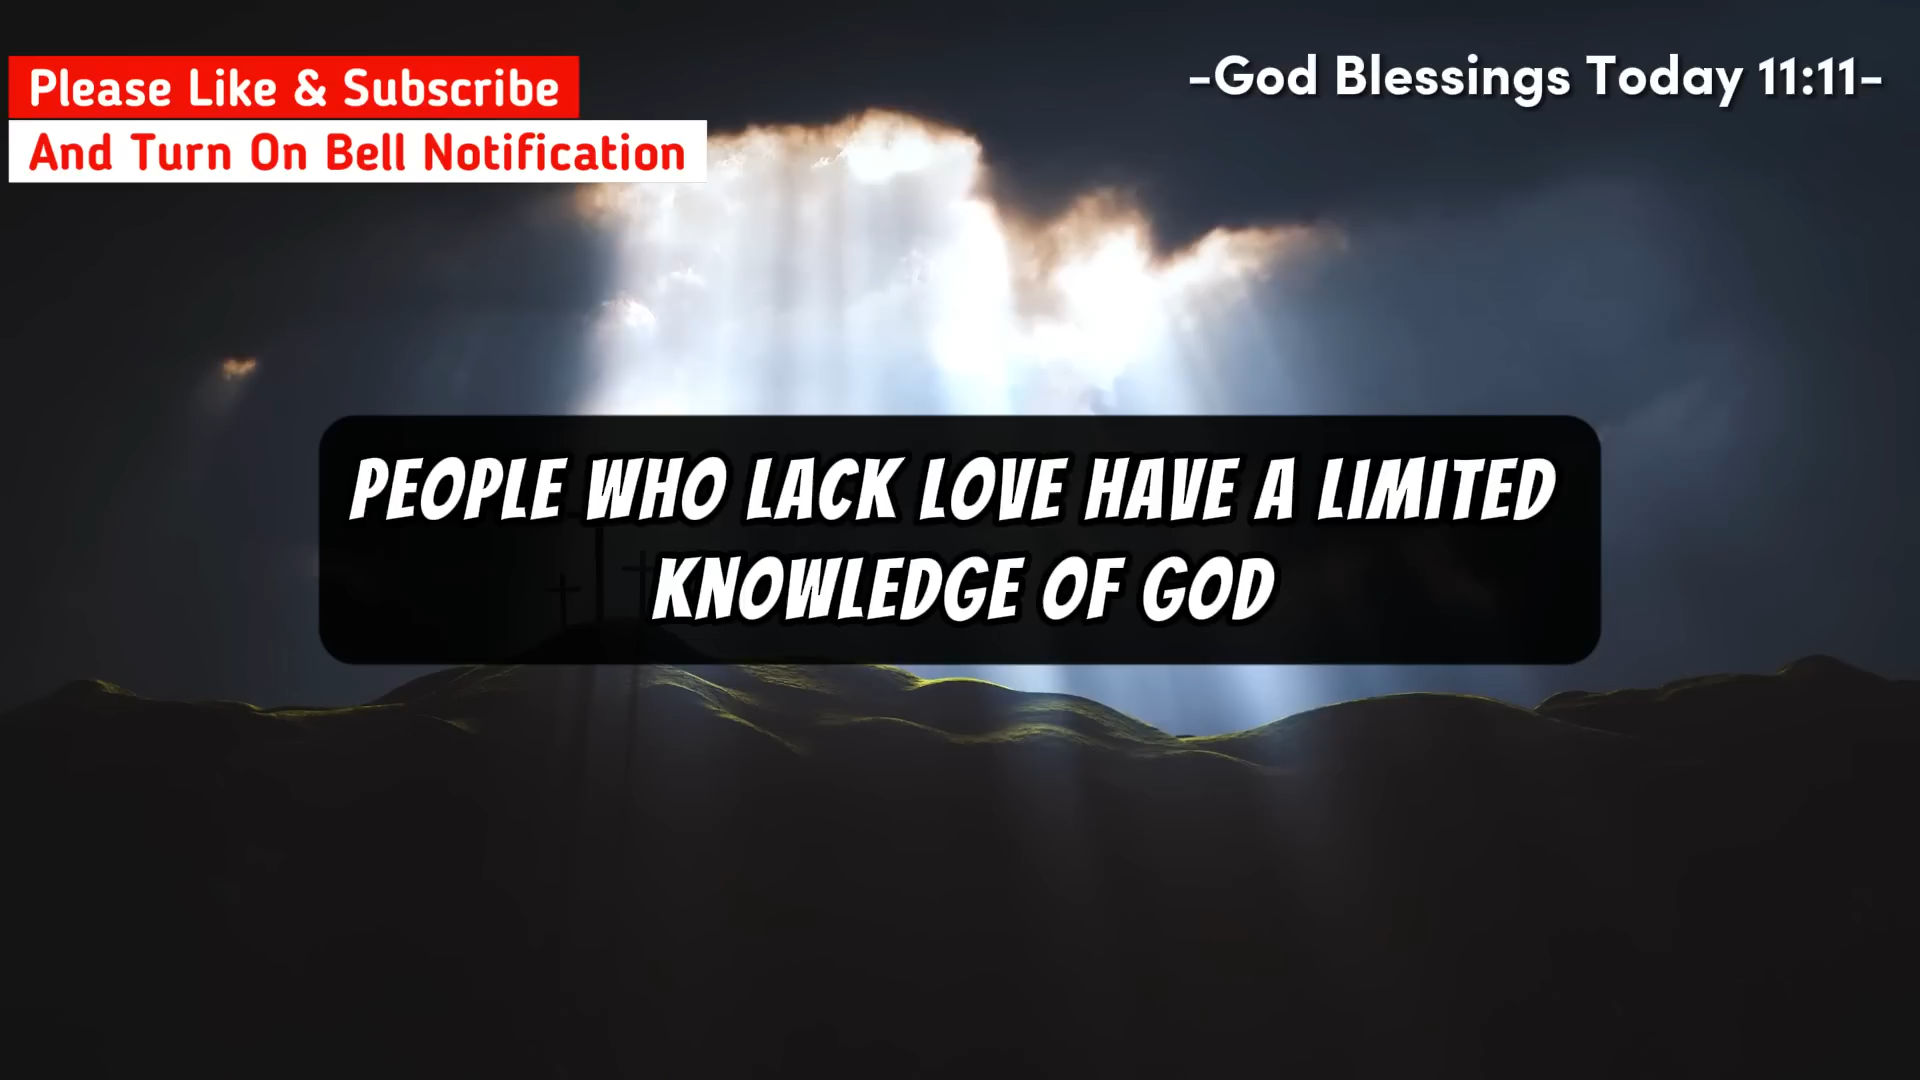 Please Like & Subscribe
And Turn On Bell Notification
-God Blessings Today 11:11-
PEOPLE WHO LACK LOVE HAVE A LIMITED
KNOWLEDGE OF GOD